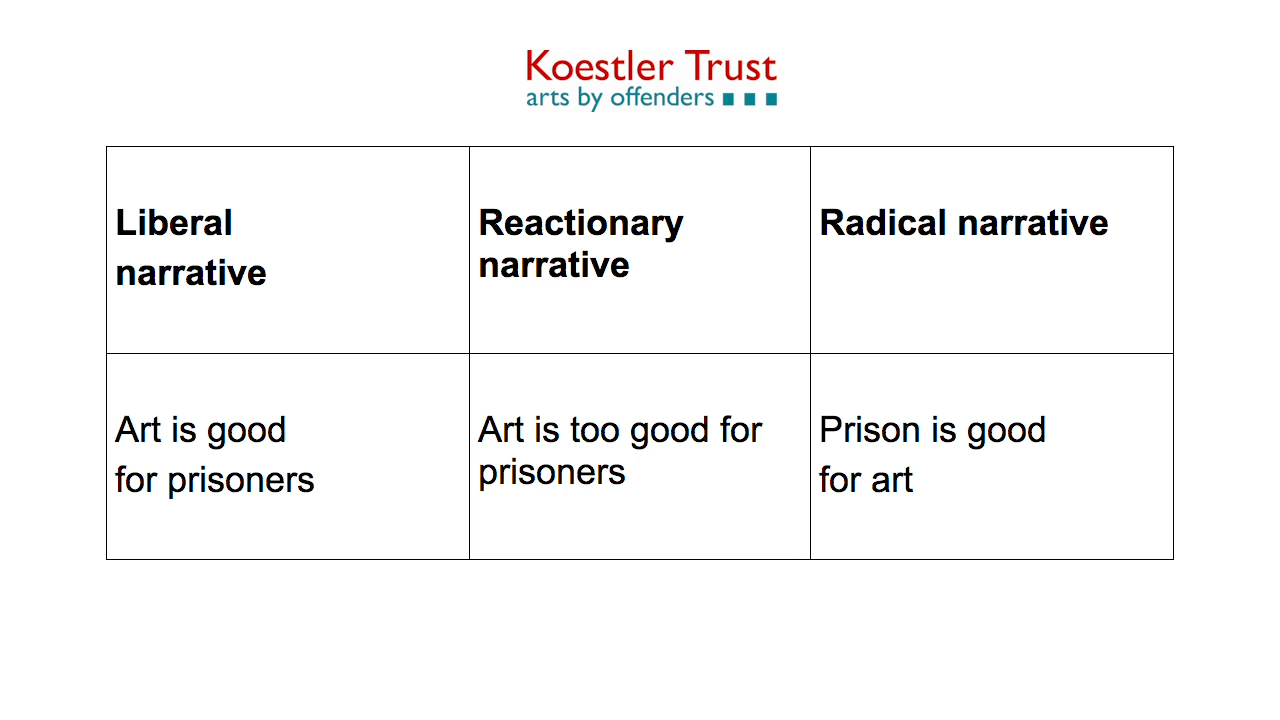 Koestler Trust
arts by offenders
Liberal
narrative
Reactionary
narrative
Radical narrative
Art is good
for prisoners
Art is too good for
prisoners
Prison is good
for art